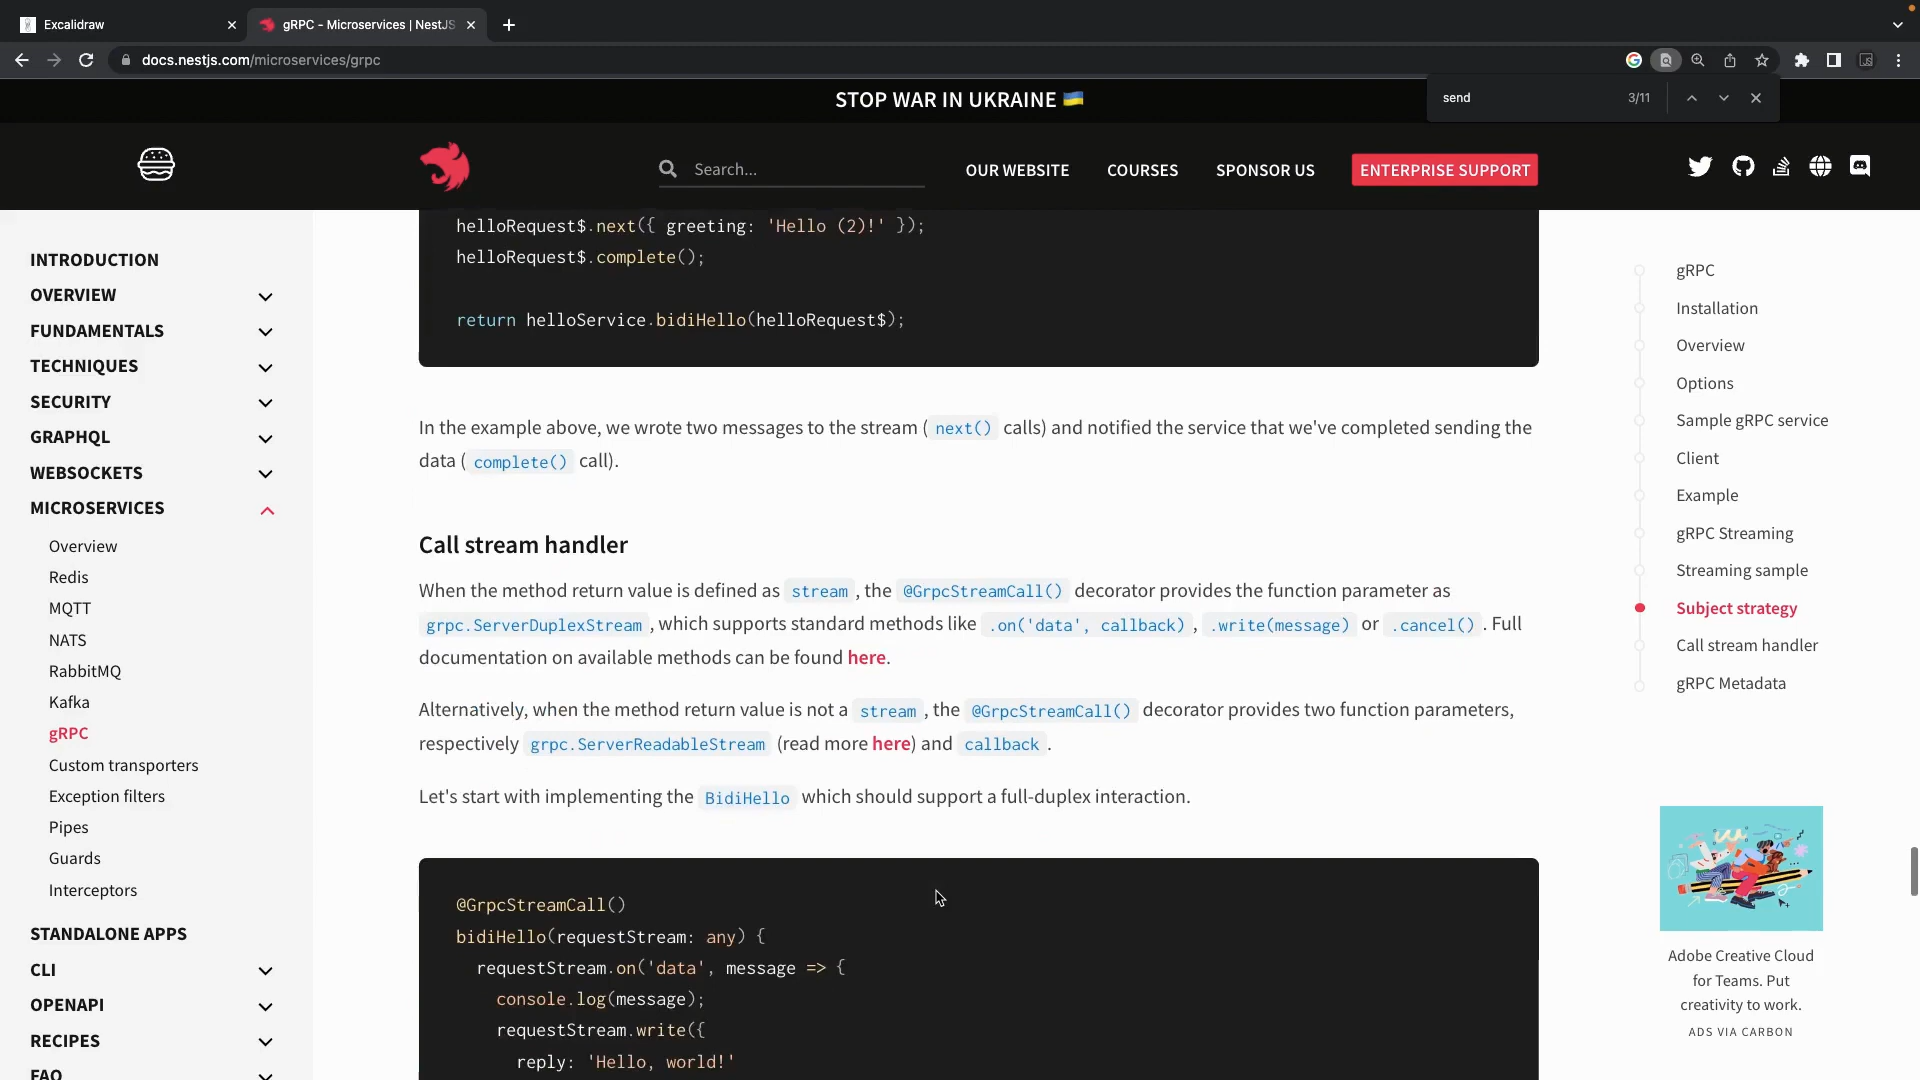 Excalidraw
gRPC - Microservices | NestJS
docs.nestjs.com/microservices/grpc
send
3/11
STOP WAR IN UKRAINE 🇺🇦
Search...
OUR WEBSITE
COURSES
SPONSOR US
ENTERPRISE SUPPORT
INTRODUCTION
OVERVIEW
FUNDAMENTALS
TECHNIQUES
SECURITY
GRAPHQL
WEBSOCKETS
MICROSERVICES
Overview
Redis
MQTT
NATS
RabbitMQ
Kafka
gRPC
Custom transporters
Exception filters
Pipes
Guards
Interceptors
STANDALONE APPS
CLI
OPENAPI
RECIPES
FAQ
helloRequest$.next({ greeting: 'Hello (2)!' });
helloRequest$.complete();
return helloService.bidiHello(helloRequest$);
In the example above, we wrote two messages to the stream ( next() calls) and notified the service that we've completed sending the
data ( complete() call).
Call stream handler
When the method return value is defined as stream , the @GrpcStreamCall() decorator provides the function parameter as
grpc.ServerDuplexStream , which supports standard methods like .on('data', callback) , .write(message) or .cancel() . Full
documentation on available methods can be found here.
Alternatively, when the method return value is not a stream , the @GrpcStreamCall() decorator provides two function parameters,
respectively grpc.ServerReadableStream (read more here) and callback .
Let's start with implementing the BidiHello which should support a full-duplex interaction.
@GrpcStreamCall()
bidiHello(requestStream: any) {
requestStream.on('data', message => {
console.log(message);
requestStream.write({
reply: 'Hello, world!'
gRPC
Installation
Overview
Options
Sample gRPC service
Client
Example
gRPC Streaming
Streaming sample
Subject strategy
Call stream handler
gRPC Metadata
Adobe Creative Cloud
for Teams. Put
creativity to work.
ADS VIA CARBON